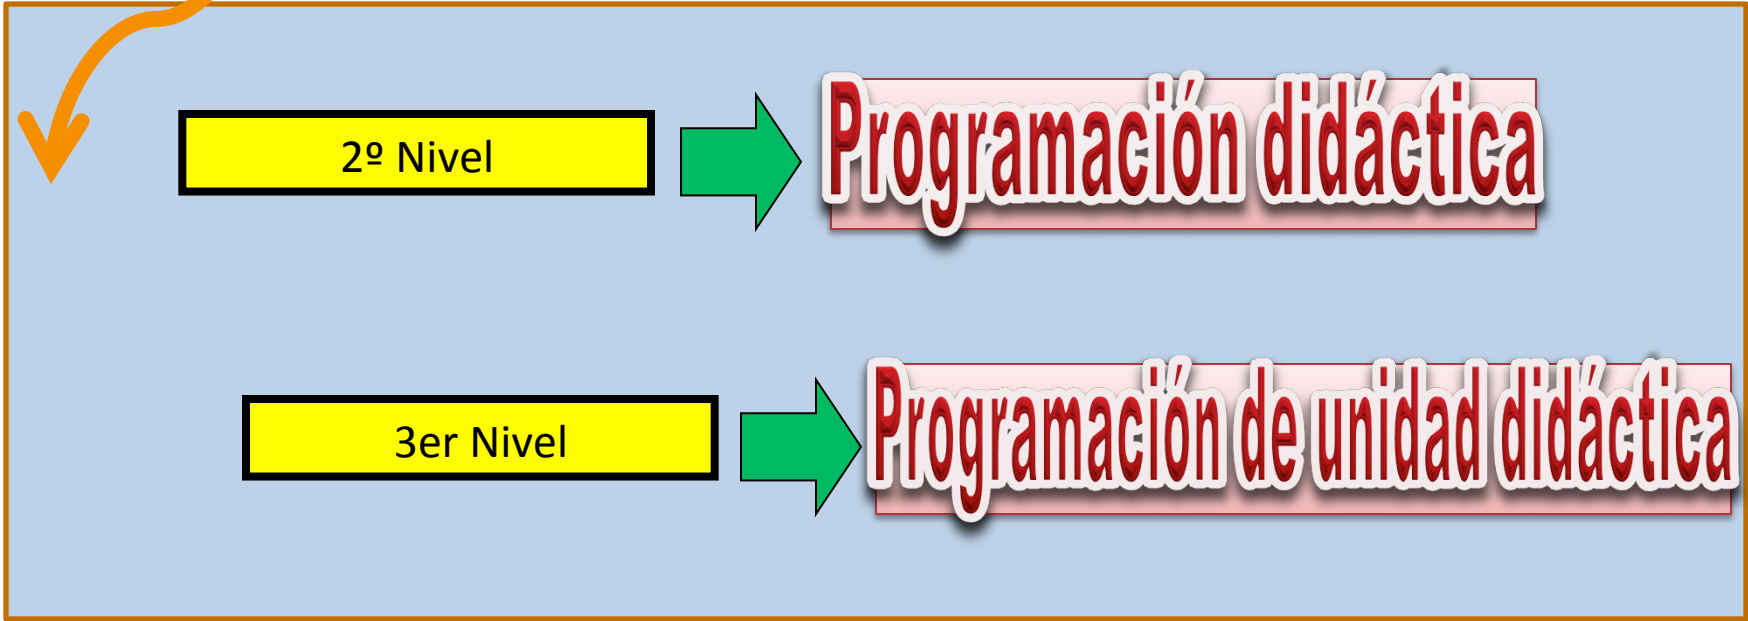 2º Nivel
Programación didáctica
3er Nivel
Programación de unidad didáctica